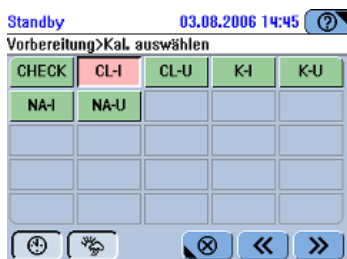 Standby 03.08.2006 14:45 ?
Vorbereitung>Kal. auswählen
CHECK CL-I CL-U K-I K-U
NA-I NA-U